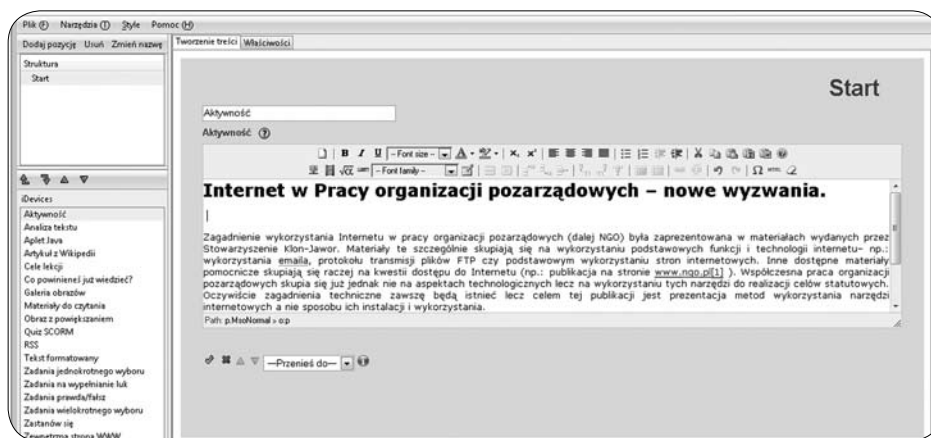 Plik (F) Narzędzia (T) Style Pomoc (H)
Dodaj pozycję Usuń Zmień nazwę
Struktura
Start
iDevices
Aktywność
Analiza tekstu
Aplet Java
Artykuł z Wikipedii
Cele lekcji
Co powinieneś już wiedzieć?
Galeria obrazów
Materiały do czytania
Obraz z powiększaniem
Quiz SCORM
RSS
Tekst formatowany
Zadania jednokrotnego wyboru
Zadania na wypełnianie luk
Zadania prawda/fałsz
Zadania wielokrotnego wyboru
Zastanów się
Zewnętrzna strona WWW
Tworzenie treści Właściwości
Start
Aktywność
Aktywność ?
B I U -- Font size --
-- Font family -- HTML
Internet w Pracy organizacji pozarządowych – nowe wyzwania.
Zagadnienie wykorzystania Internetu w pracy organizacji pozarządowych (dalej NGO) była zaprezentowana w materiałach wydanych przez
Stowarzyszenie Klon-Jawor. Materiały te szczególnie skupiają się na wykorzystaniu podstawowych funkcji i technologii internetu– np.:
wykorzystania emaila, protokołu transmisji plików FTP czy podstawowym wykorzystaniu stron internetowych. Inne dostępne materiały
pomocnicze skupiają się raczej na kwestii dostępu do Internetu (np.: publikacja na stronie www.ngo.pl[1] ). Współczesna praca organizacji
pozarządowych skupia się już jednak nie na aspektach technologicznych lecz na wykorzystaniu tych narzędzi do realizacji celów statutowych.
Oczywiście zagadnienia techniczne zawsze będą istnieć lecz celem tej publikacji jest prezentacja metod wykorzystania narzędzi
internetowych a nie sposobu ich instalacji i wykorzystania.
Path: p.MsoNormal » o:p
—Przenieś do—